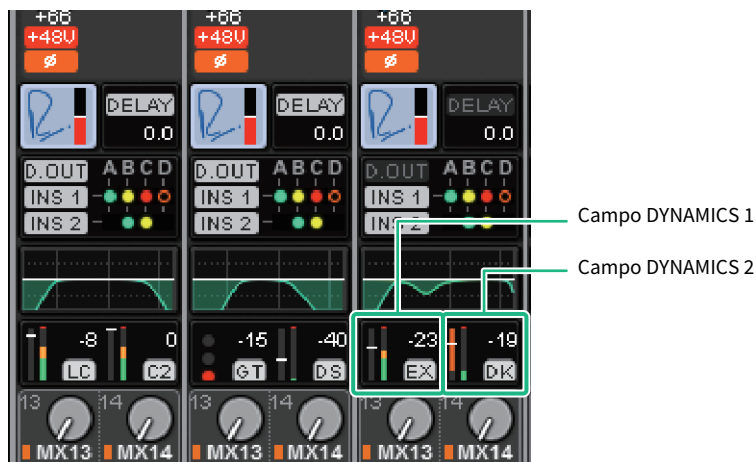 +66 +66 +66
+48V +48V +48V
ø ø ø
DELAY DELAY DELAY
0.0 0.0 0.0
D.OUT A B C D D.OUT A B C D D.OUT A B C D
INS 1 INS 1 INS 1
INS 2 INS 2 INS 2
Campo DYNAMICS 1
Campo DYNAMICS 2
-8 0 -15 -40 -23 -19
LC C2 GT DS EX DK
13 14 13 14 13 14
MX13 MX14 MX13 MX14 MX13 MX14